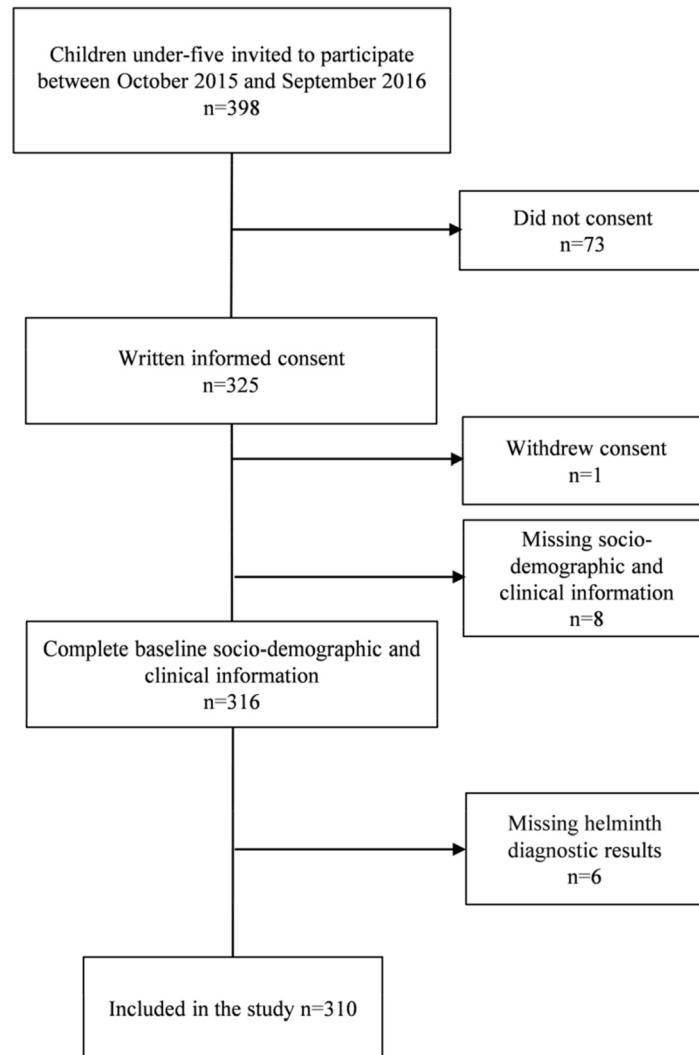 Children under-five invited to participate
between October 2015 and September 2016
n=398
Did not consent
n=73
Written informed consent
n=325
Withdrew consent
n=1
Missing socio-
demographic and
clinical information
n=8
Complete baseline socio-demographic and
clinical information
n=316
Missing helminth
diagnostic results
n=6
Included in the study n=310